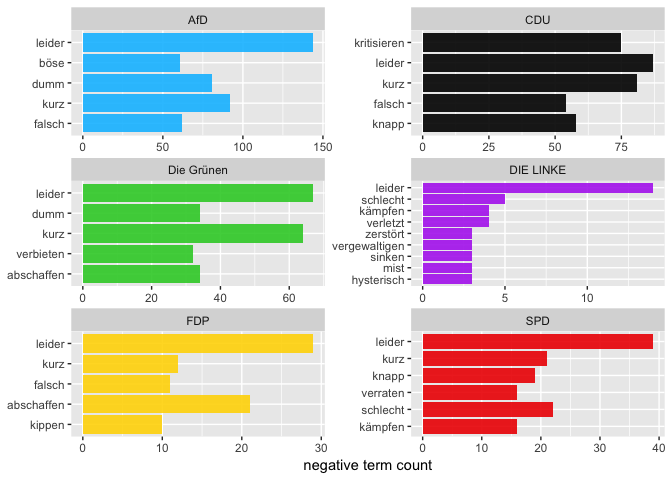 AfD
leider
böse
dumm
kurz
falsch
0 50 100 150
CDU
kritisieren
leider
kurz
falsch
knapp
0 25 50 75
Die Grünen
leider
dumm
kurz
verbieten
abschaffen
0 20 40 60
DIE LINKE
leider
schlecht
kämpfen
verletzt
zerstört
vergewaltigen
sinken
mist
hysterisch
0 5 10
FDP
leider
kurz
falsch
abschaffen
kippen
0 10 20 30
SPD
leider
kurz
knapp
verraten
schlecht
kämpfen
0 10 20 30 40
negative term count